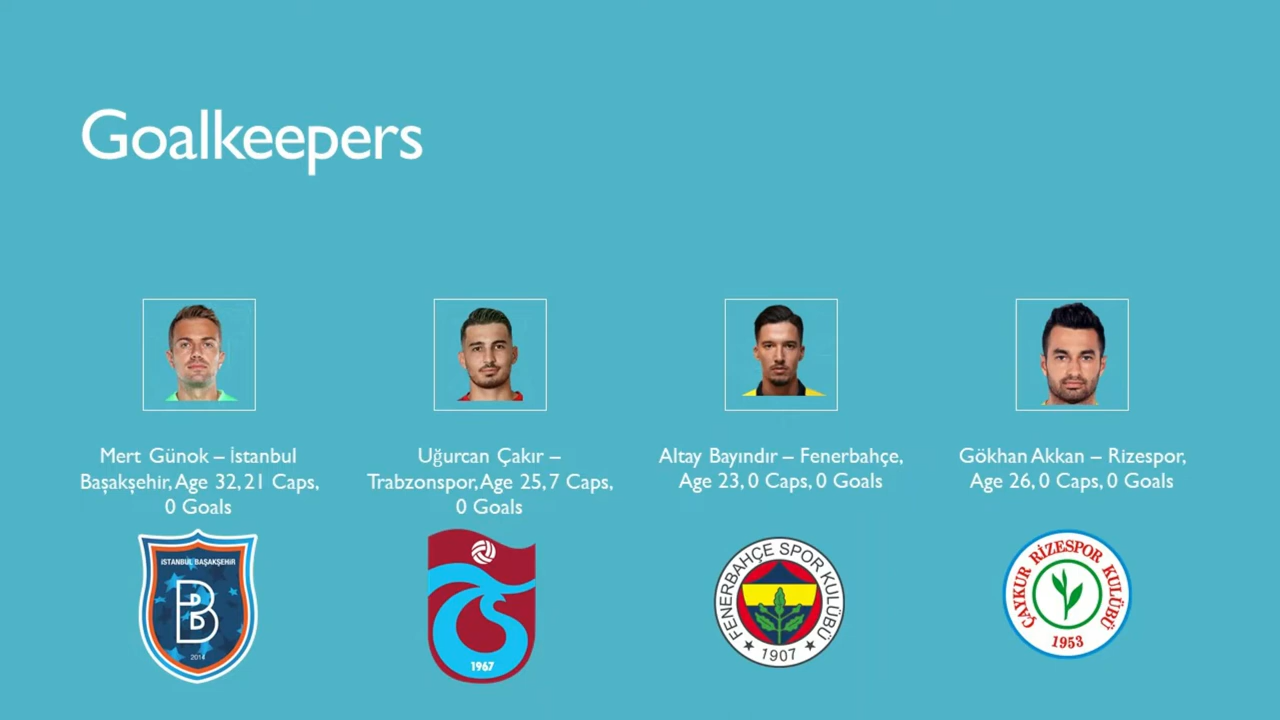 Goalkeepers
Mert Günok – İstanbul
Başakşehir, Age 32, 21 Caps,
0 Goals
Uğurcan Çakır –
Trabzonspor, Age 25, 7 Caps,
0 Goals
Altay Bayındır – Fenerbahçe,
Age 23, 0 Caps, 0 Goals
Gökhan Akkan – Rizespor,
Age 26, 0 Caps, 0 Goals
İSTANBUL BAŞAKŞEHİR
B
2014
1967
FENERBAHÇE SPOR KULÜBÜ
★ 1907 ★
ÇAYKUR RİZESPOR KULÜBÜ
1953